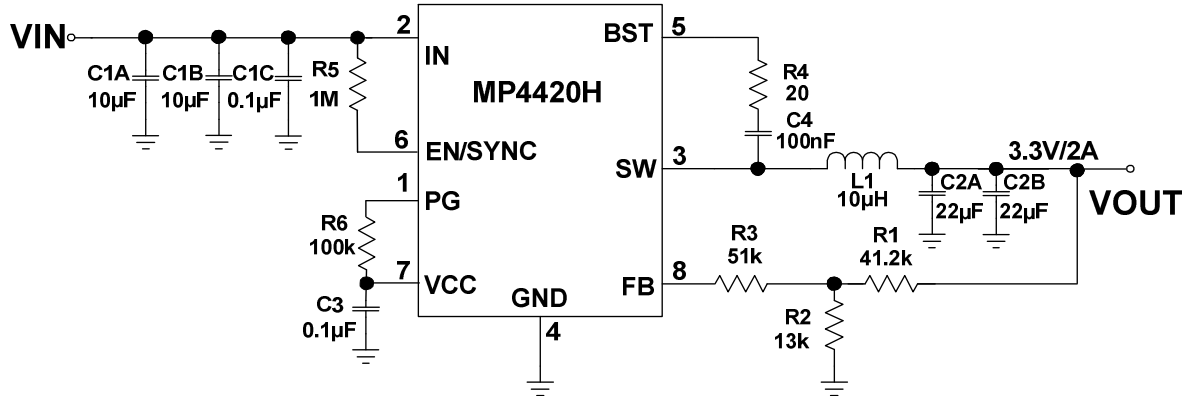 VIN
C1A
10µF
C1B
10µF
C1C
0.1µF
R5
1M
2
IN
6
EN/SYNC
1
PG
R6
100k
7
VCC
C3
0.1µF
MP4420H
GND
4
BST
5
R4
20
C4
100nF
SW
3
L1
10µH
3.3V/2A
C2A
22µF
C2B
22µF
VOUT
FB
8
R3
51k
R1
41.2k
R2
13k